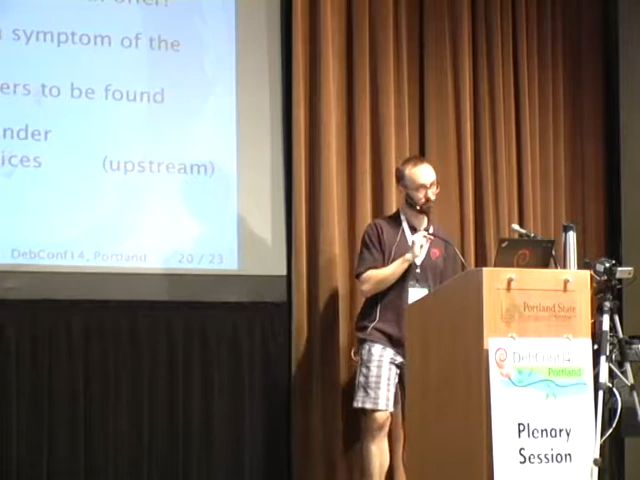 symptom of the
ers to be found
nder
ices (upstream)
DebConf14, Portland 20 / 23
Portland State
DebConf14
Portland
Plenary
Session